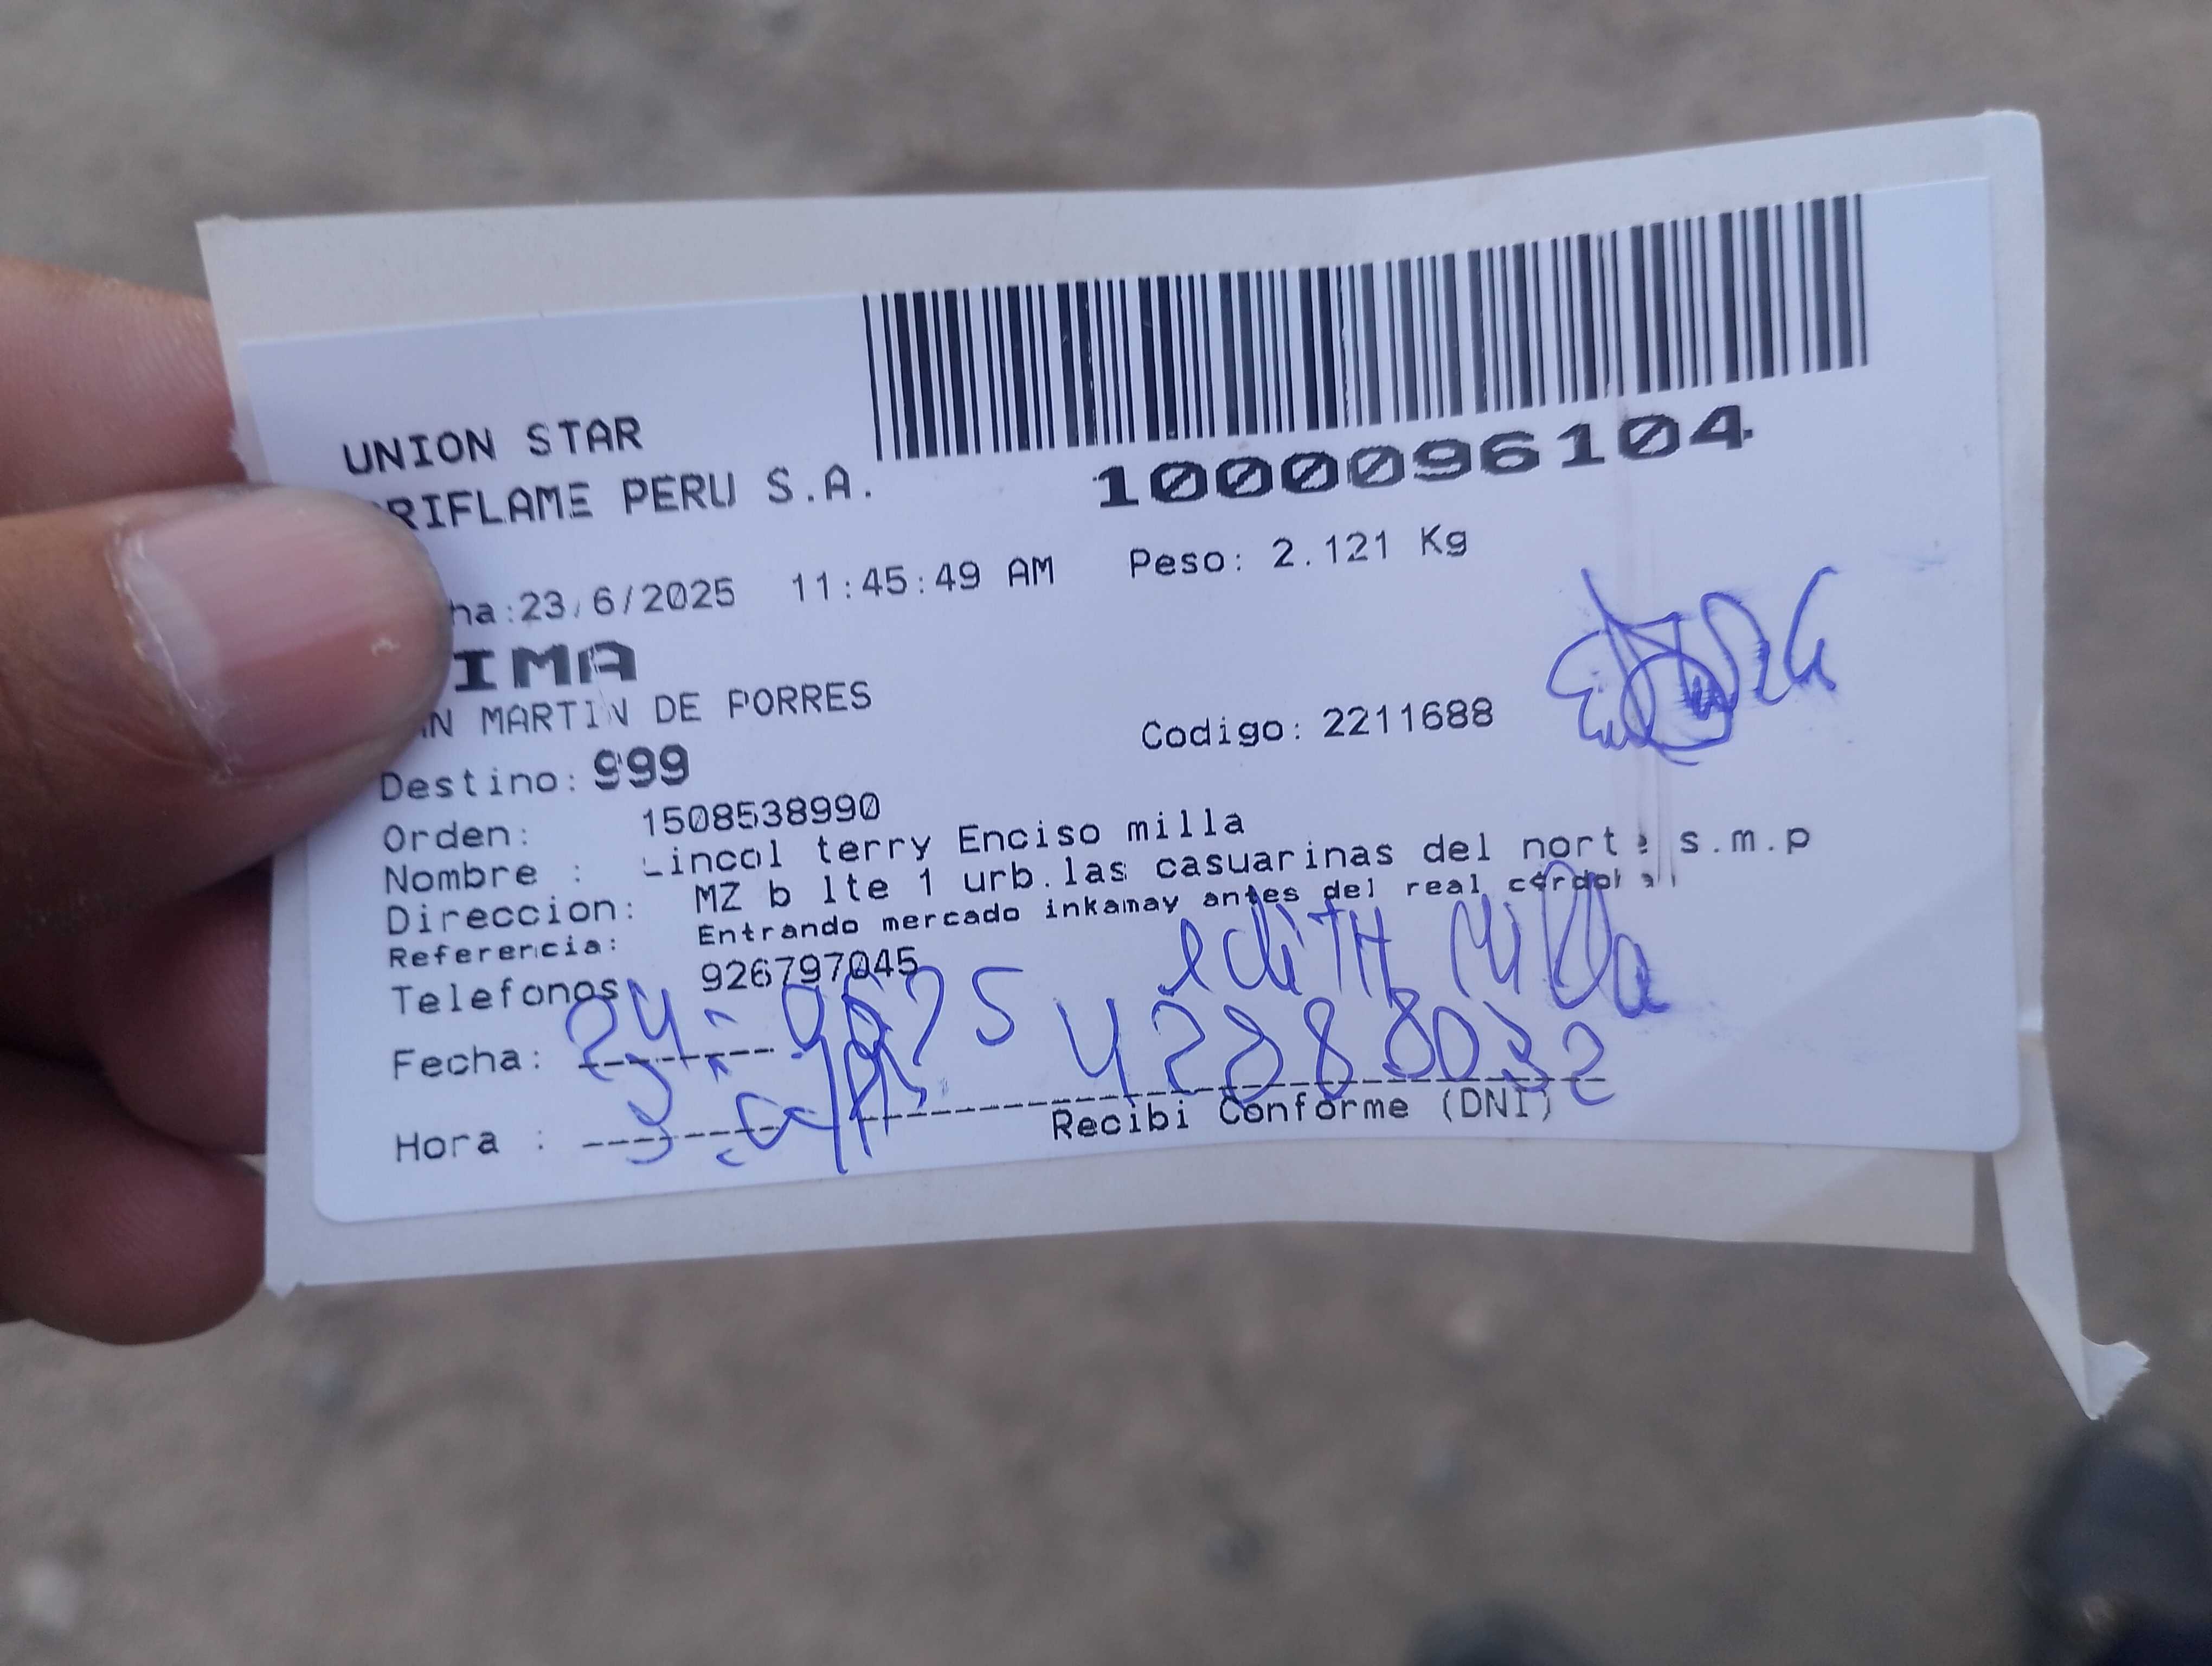 UNION STAR
RIFLAME PERU S.A.
1000096104
ha:23/6/2025 11:45:49 AM Peso: 2.121 Kg
IMA
N MARTIN DE PORRES
Codigo: 2211688
Destino: 999
Orden: 1508538990
Nombre : Lincol terry Enciso milla
Direccion: MZ b lte 1 urb.las casuarinas del norte s.m.p
Referencia: Entrando mercado inkamay antes del real
Telefonos 926797045
edith Milla
Fecha: 24
Hora :
Recibi Conforme (DNI)